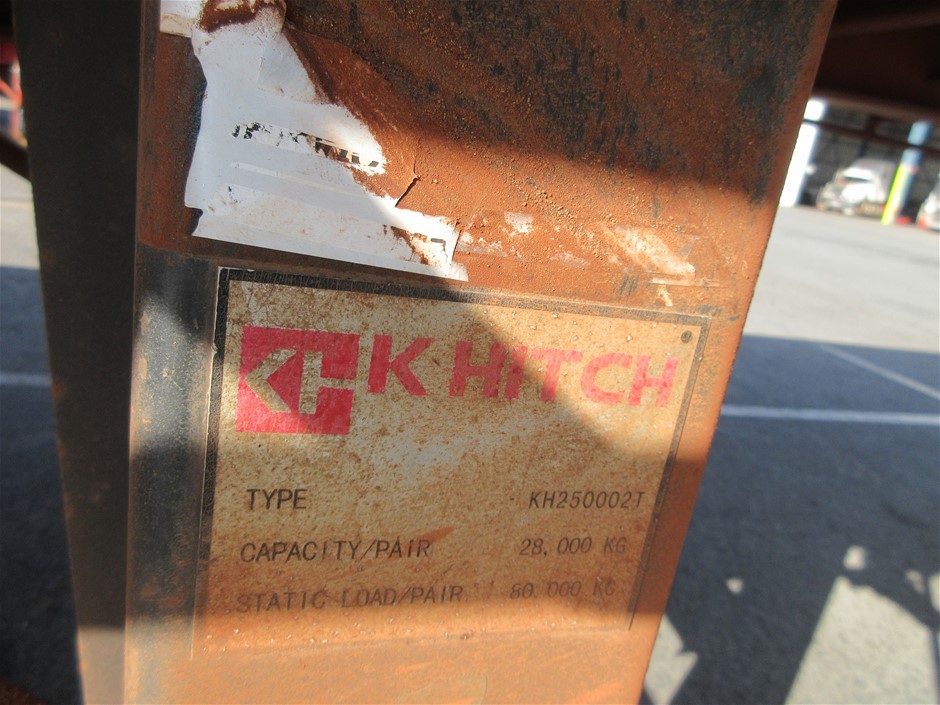 K HITCH
TYPE KH250002T
CAPACITY/PAIR 28,000 KG
STATIC LOAD/PAIR 80,000 KG